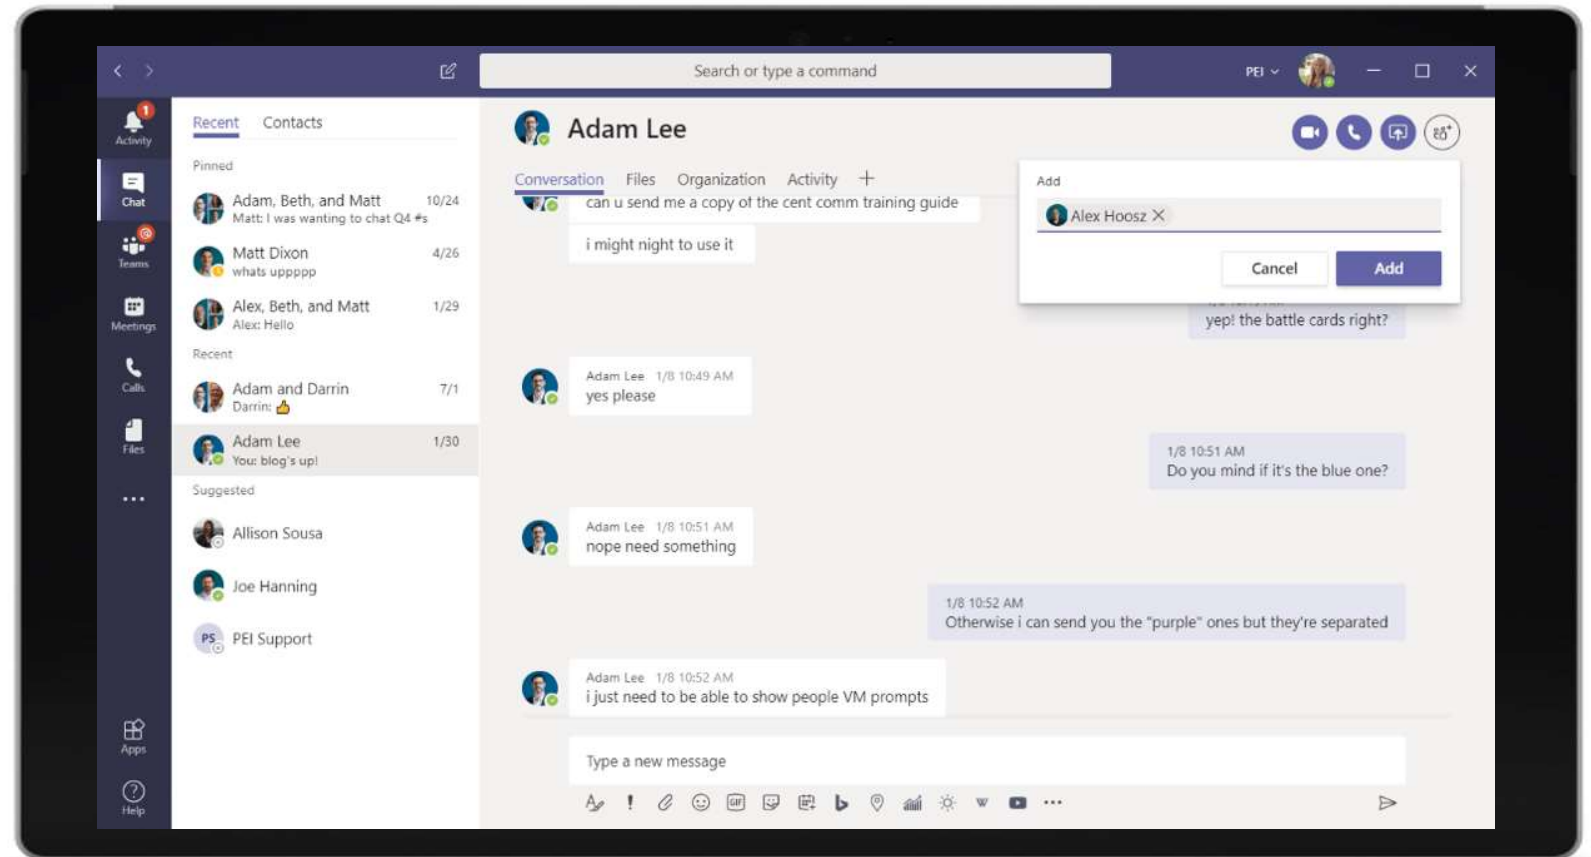 Search or type a command
PEI
1
Activity
Chat
@
Teams
Meetings
Calls
Files
Apps
Help
Recent Contacts
Pinned
Adam, Beth, and Matt 10/24
Matt: I was wanting to chat Q4 #s
Matt Dixon 4/26
whats uppppp
Alex, Beth, and Matt 1/29
Alex: Hello
Recent
Adam and Darrin 7/1
Darrin: 👍
Adam Lee 1/30
You: blog's up!
Suggested
Allison Sousa
Joe Hanning
PS PEI Support
Adam Lee
Conversation Files Organization Activity
Add
Alex Hoosz
Cancel Add
can u send me a copy of the cent comm training guide
i might night to use it
yep! the battle cards right?
Adam Lee 1/8 10:49 AM
yes please
1/8 10:51 AM
Do you mind if it's the blue one?
Adam Lee 1/8 10:51 AM
nope need something
1/8 10:52 AM
Otherwise i can send you the "purple" ones but they're separated
Adam Lee 1/8 10:52 AM
i just need to be able to show people VM prompts
Type a new message
GIF
W